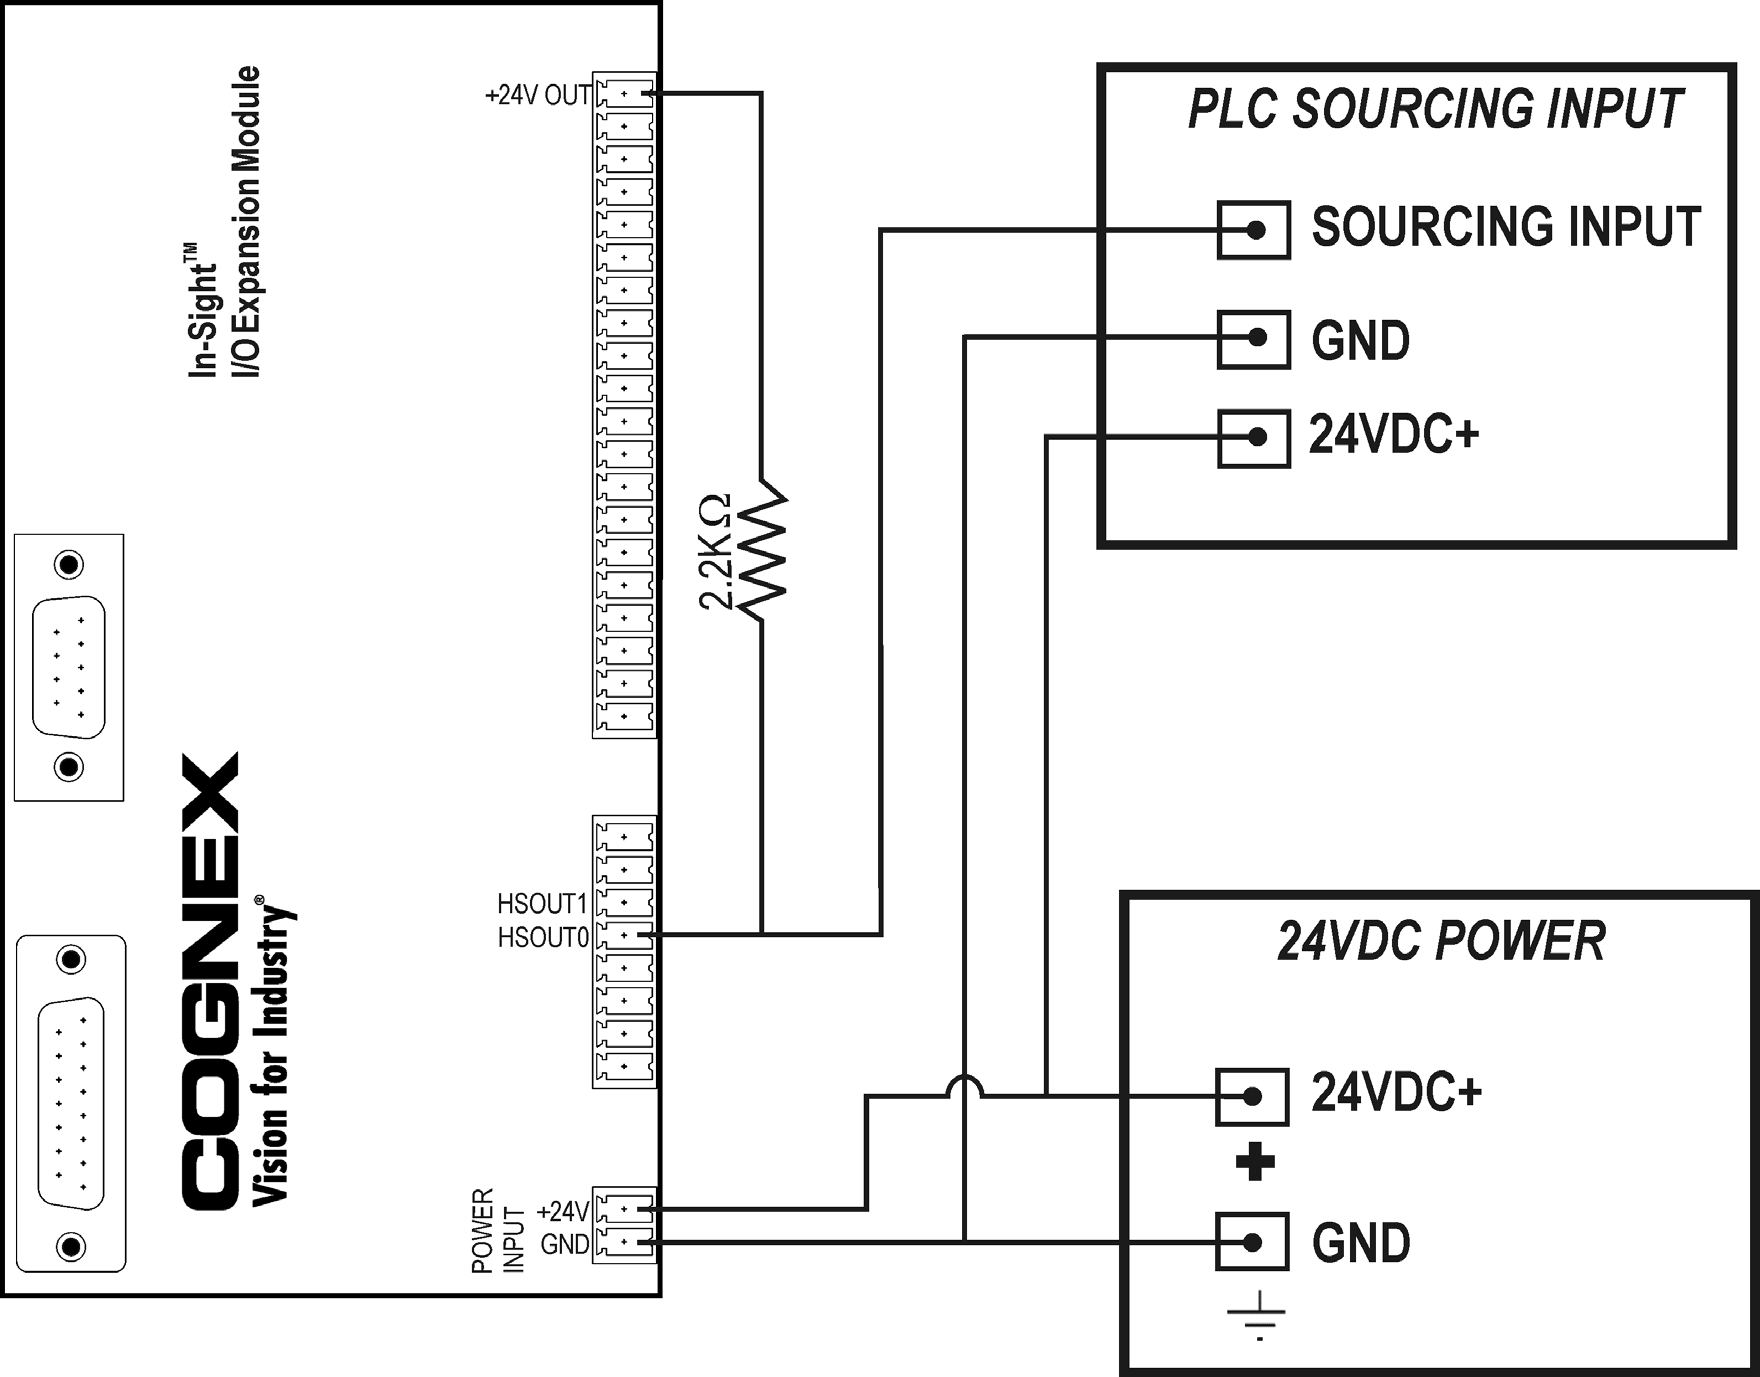 In-Sight™
I/O Expansion Module
COGNEX
Vision for Industry®
+24V OUT
2.2KΩ
HSOUT1
HSOUT0
POWER
INPUT
+24V
GND
PLC SOURCING INPUT
SOURCING INPUT
GND
24VDC+
24VDC POWER
24VDC+
GND